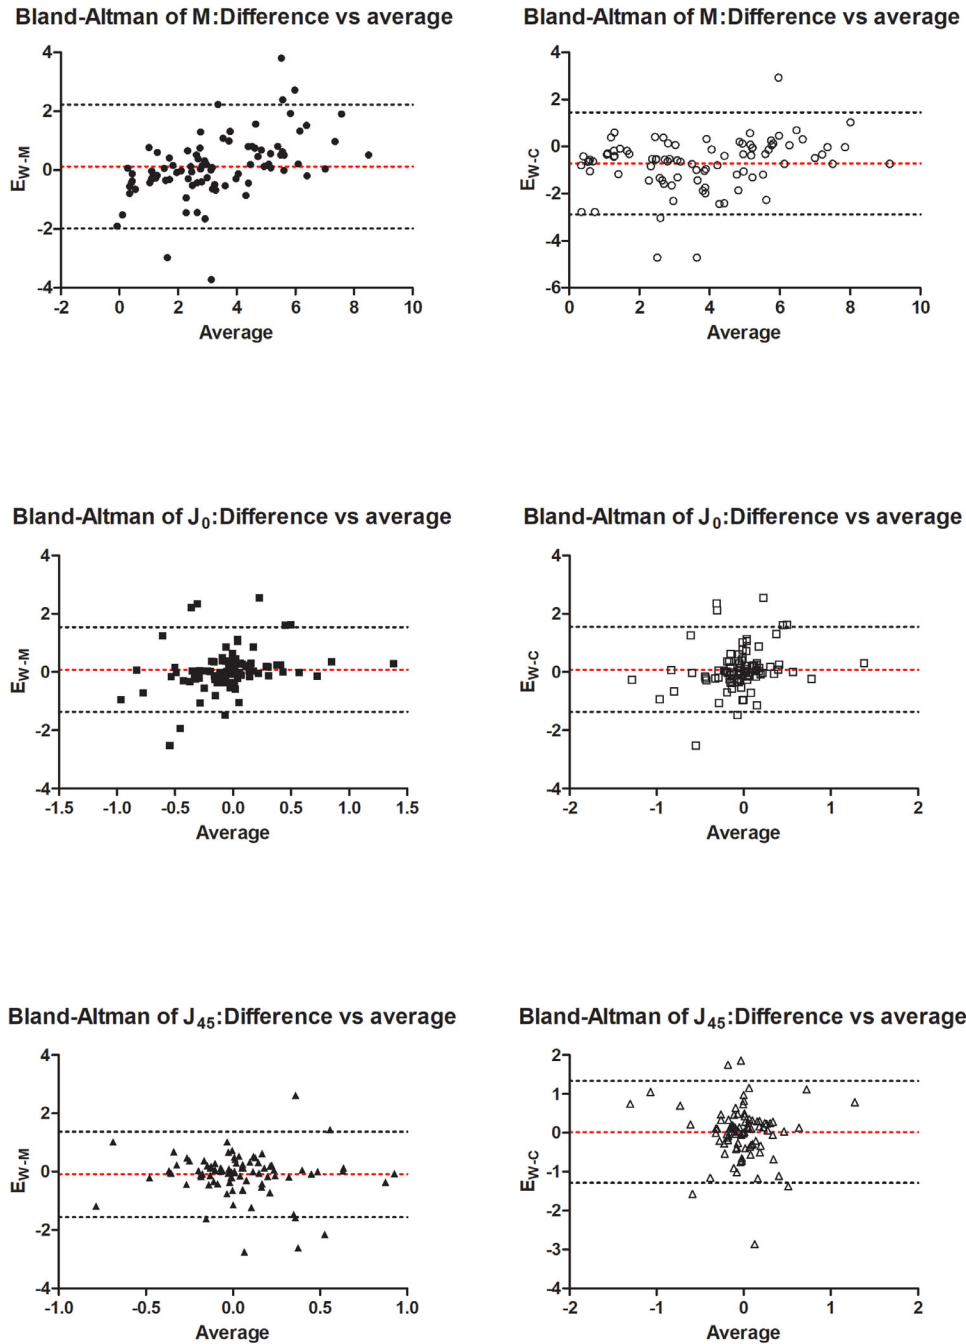 Bland-Altman of M:Difference vs average
E_W-M
4
2
0
-2
-4
-2 0 2 4 6 8 10
Average
Bland-Altman of M:Difference vs average
E_W-C
4
2
0
-2
-4
-6
0 2 4 6 8 10
Average
Bland-Altman of J₀:Difference vs average
E_W-M
4
2
0
-2
-4
-1.5 -1.0 -0.5 0.0 0.5 1.0 1.5
Average
Bland-Altman of J₀:Difference vs average
E_W-C
4
2
0
-2
-4
-2 -1 0 1 2
Average
Bland-Altman of J₄₅:Difference vs average
E_W-M
4
2
0
-2
-4
-1.0 -0.5 0.0 0.5 1.0
Average
Bland-Altman of J₄₅:Difference vs average
E_W-C
2
1
0
-1
-2
-3
-4
-2 -1 0 1 2
Average